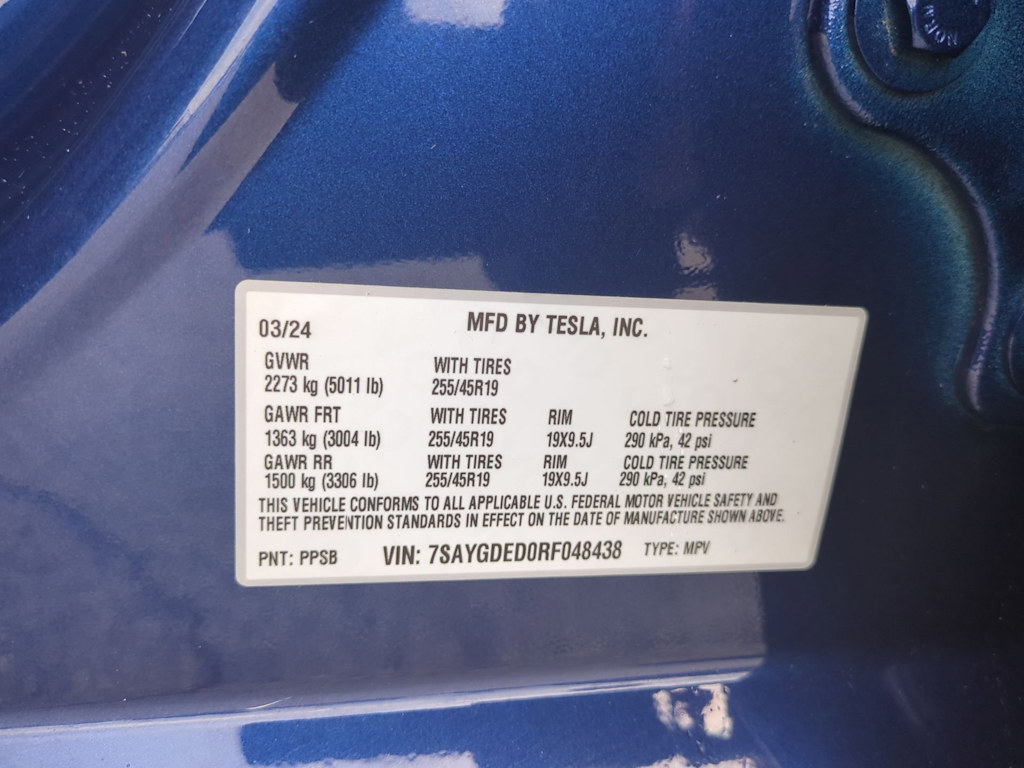 03/24 MFD BY TESLA, INC.
GVWR WITH TIRES
2273 kg (5011 lb) 255/45R19
GAWR FRT WITH TIRES RIM COLD TIRE PRESSURE
1363 kg (3004 lb) 255/45R19 19X9.5J 290 kPa, 42 psi
GAWR RR WITH TIRES RIM COLD TIRE PRESSURE
1500 kg (3306 lb) 255/45R19 19X9.5J 290 kPa, 42 psi
THIS VEHICLE CONFORMS TO ALL APPLICABLE U.S. FEDERAL MOTOR VEHICLE SAFETY AND
THEFT PREVENTION STANDARDS IN EFFECT ON THE DATE OF MANUFACTURE SHOWN ABOVE.
PNT: PPSB VIN: 7SAYGDED0RF048438 TYPE: MPV